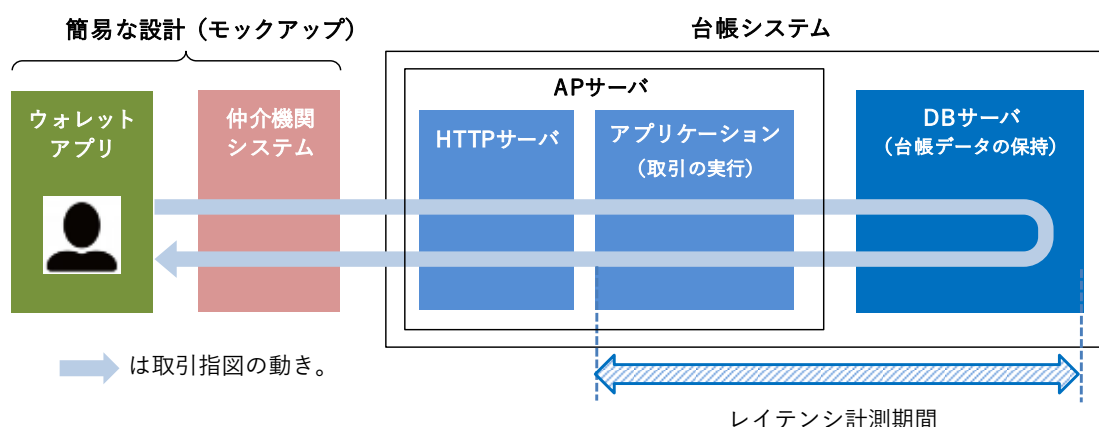 簡易な設計（モックアップ）
台帳システム
APサーバ
ウォレット
アプリ
仲介機関
システム
HTTPサーバ
アプリケーション
（取引の実行）
DBサーバ
（台帳データの保持）
は取引指図の動き。
レイテンシ計測期間